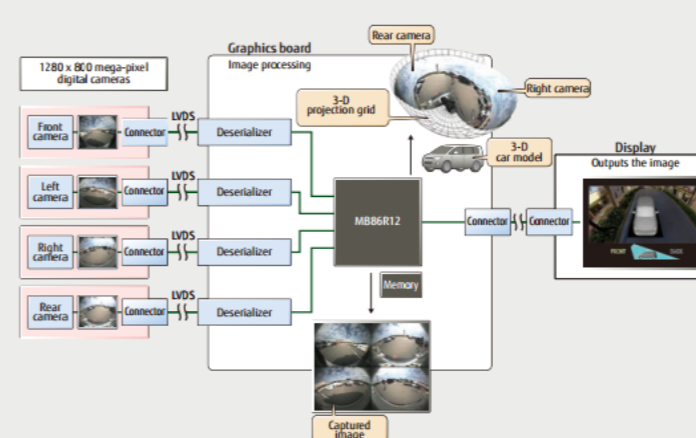 Rear camera
Graphics board
Image processing
1280 x 800 mega-pixel
digital cameras
Right camera
3-D
projection grid
LVDS
Front
camera
Connector
Deserializer
3-D
car model
Display
Outputs the image
LVDS
Left
camera
Connector
Deserializer
MB86R12
Connector
Connector
LVDS
Right
camera
Connector
Deserializer
FRONT
Memory
LVDS
Rear
camera
Connector
Deserializer
Captured
image